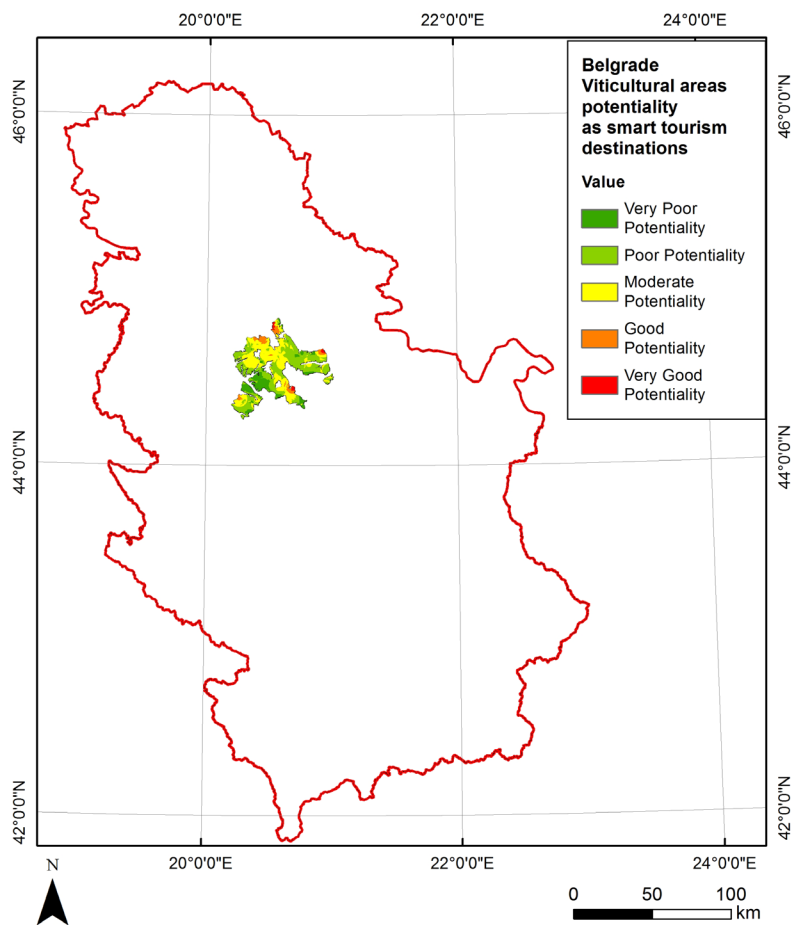 20°0'0"E 22°0'0"E 24°0'0"E
46°0'0"N 46°0'0"N
Belgrade
Viticultural areas
potentiality
as smart tourism
destinations
Value
Very Poor
Potentiality
Poor Potentiality
Moderate
Potentiality
Good
Potentiality
Very Good
Potentiality
44°0'0"N 44°0'0"N
42°0'0"N 42°0'0"N
20°0'0"E 22°0'0"E 24°0'0"E
N
0 50 100
km